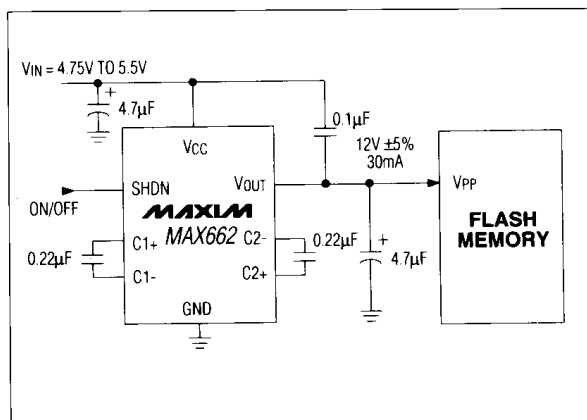 VIN = 4.75V TO 5.5V
+
4.7µF
0.1µF
12V ±5%
30mA
VCC
SHDN
VOUT
VPP
ON/OFF
MAXIM
MAX662
FLASH
MEMORY
C1+
C2-
0.22µF
0.22µF
+
4.7µF
C1-
C2+
GND